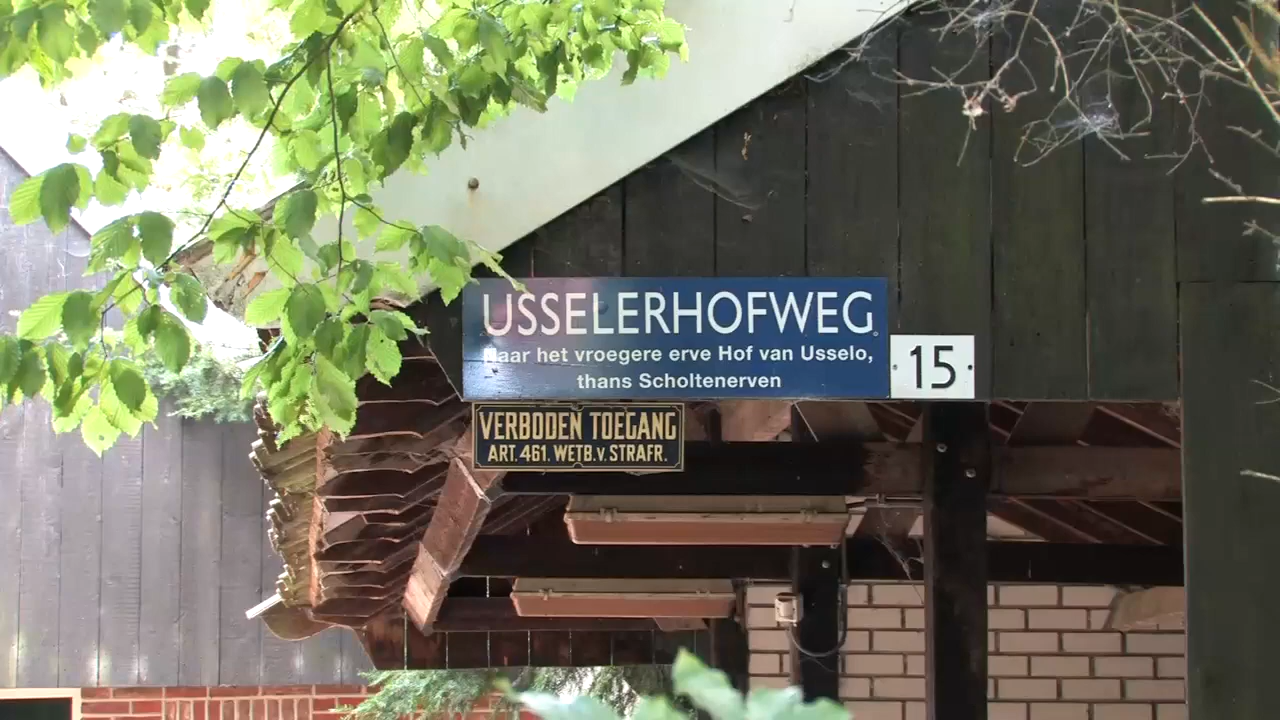 USSELERHOFWEG
Naar het vroegere erve Hof van Usselo,
thans Scholtenerven
15
VERBODEN TOEGANG
ART. 461. WETB. v. STRAFR.